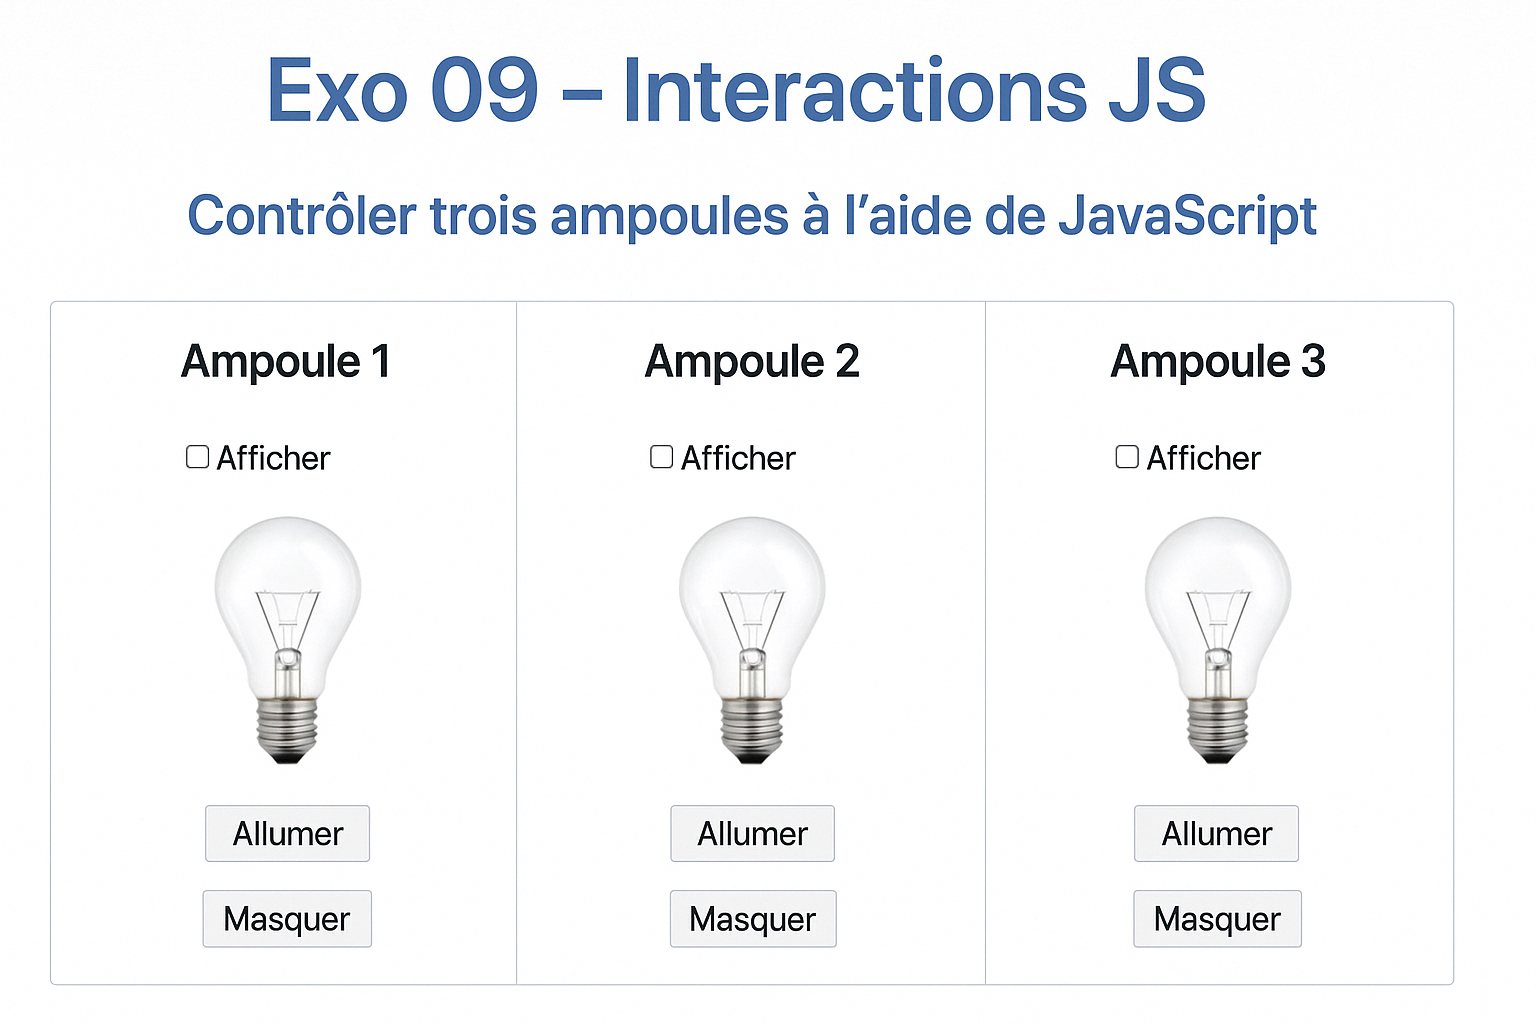 Exo 09 – Interactions JS
Contrôler trois ampoules à l’aide de JavaScript
Ampoule 1
Afficher
Allumer
Masquer
Ampoule 2
Afficher
Allumer
Masquer
Ampoule 3
Afficher
Allumer
Masquer